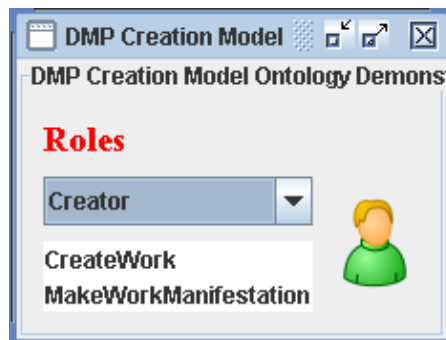 DMP Creation Model
DMP Creation Model Ontology Demons
Roles
Creator
CreateWork
MakeWorkManifestation